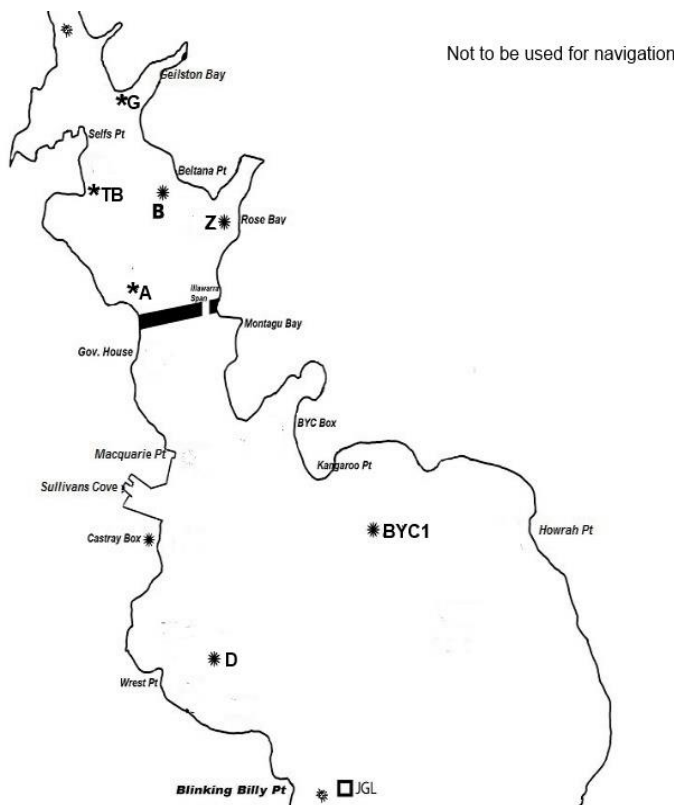 Not to be used for navigation
Geilston Bay
*G
Selfs Pt
Beltana Pt
*TB
B
Z
Rose Bay
*A
Illawarra
Span
Montagu Bay
Gov. House
BYC Box
Macquarie Pt
Kangaroo Pt
Sullivans Cove
BYC1
Howrah Pt
Castray Box
D
Wrest Pt
Blinking Billy Pt
JGL